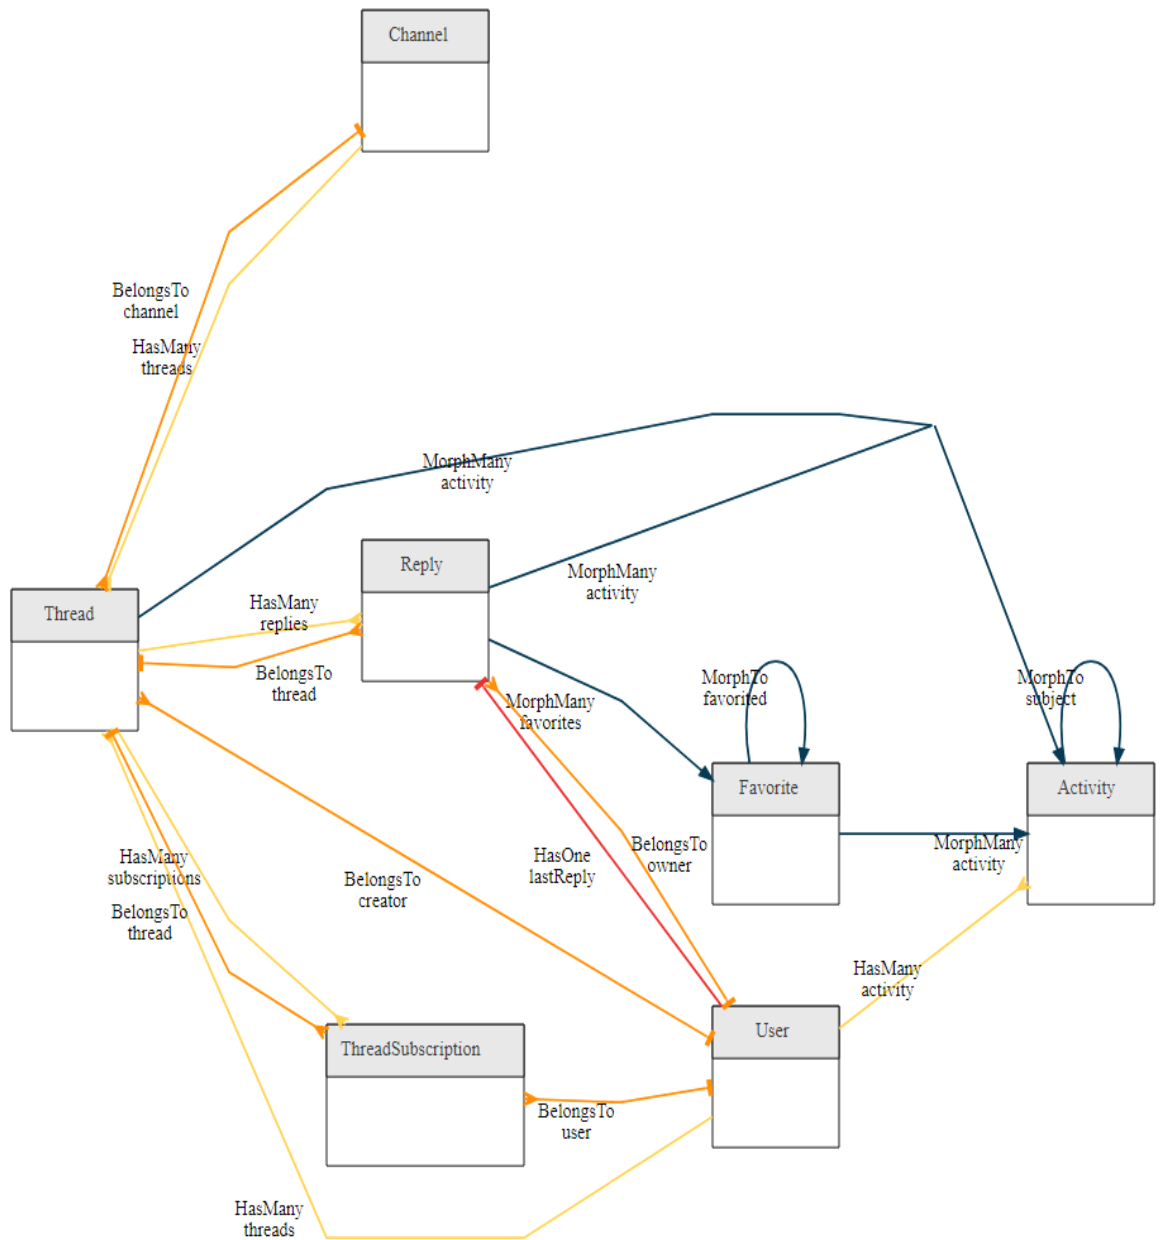 Channel
BelongsTo
channel
HasMany
threads
MorphMany
activity
Reply
MorphMany
activity
Thread
HasMany
replies
BelongsTo
thread
MorphMany
favorites
MorphTo
favorited
MorphTo
subject
Favorite
Activity
MorphMany
activity
HasMany
subscriptions
BelongsTo
thread
BelongsTo
creator
HasOne
lastReply
BelongsTo
owner
HasMany
activity
User
ThreadSubscription
BelongsTo
user
HasMany
threads